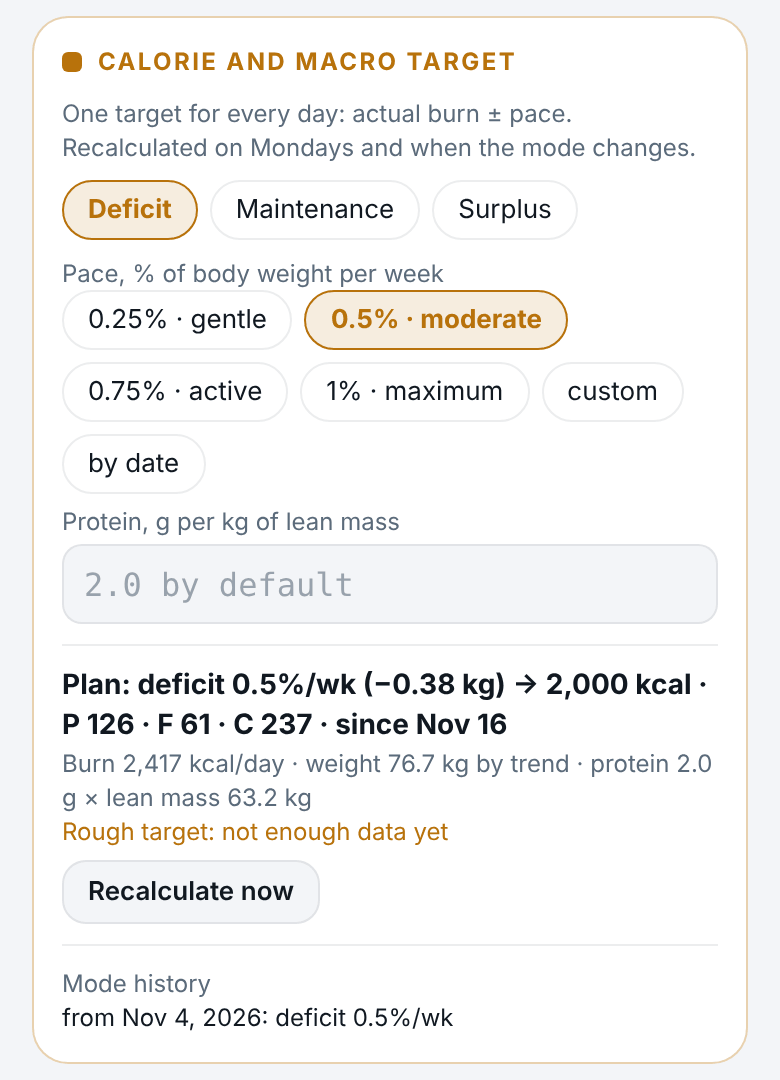 CALORIE AND MACRO TARGET
One target for every day: actual burn ± pace.
Recalculated on Mondays and when the mode changes.
Deficit
Maintenance
Surplus
Pace, % of body weight per week
0.25% · gentle
0.5% · moderate
0.75% · active
1% · maximum
custom
by date
Protein, g per kg of lean mass
2.0 by default
Plan: deficit 0.5%/wk (−0.38 kg) → 2,000 kcal ·
P 126 · F 61 · C 237 · since Nov 16
Burn 2,417 kcal/day · weight 76.7 kg by trend · protein 2.0
g × lean mass 63.2 kg
Rough target: not enough data yet
Recalculate now
Mode history
from Nov 4, 2026: deficit 0.5%/wk